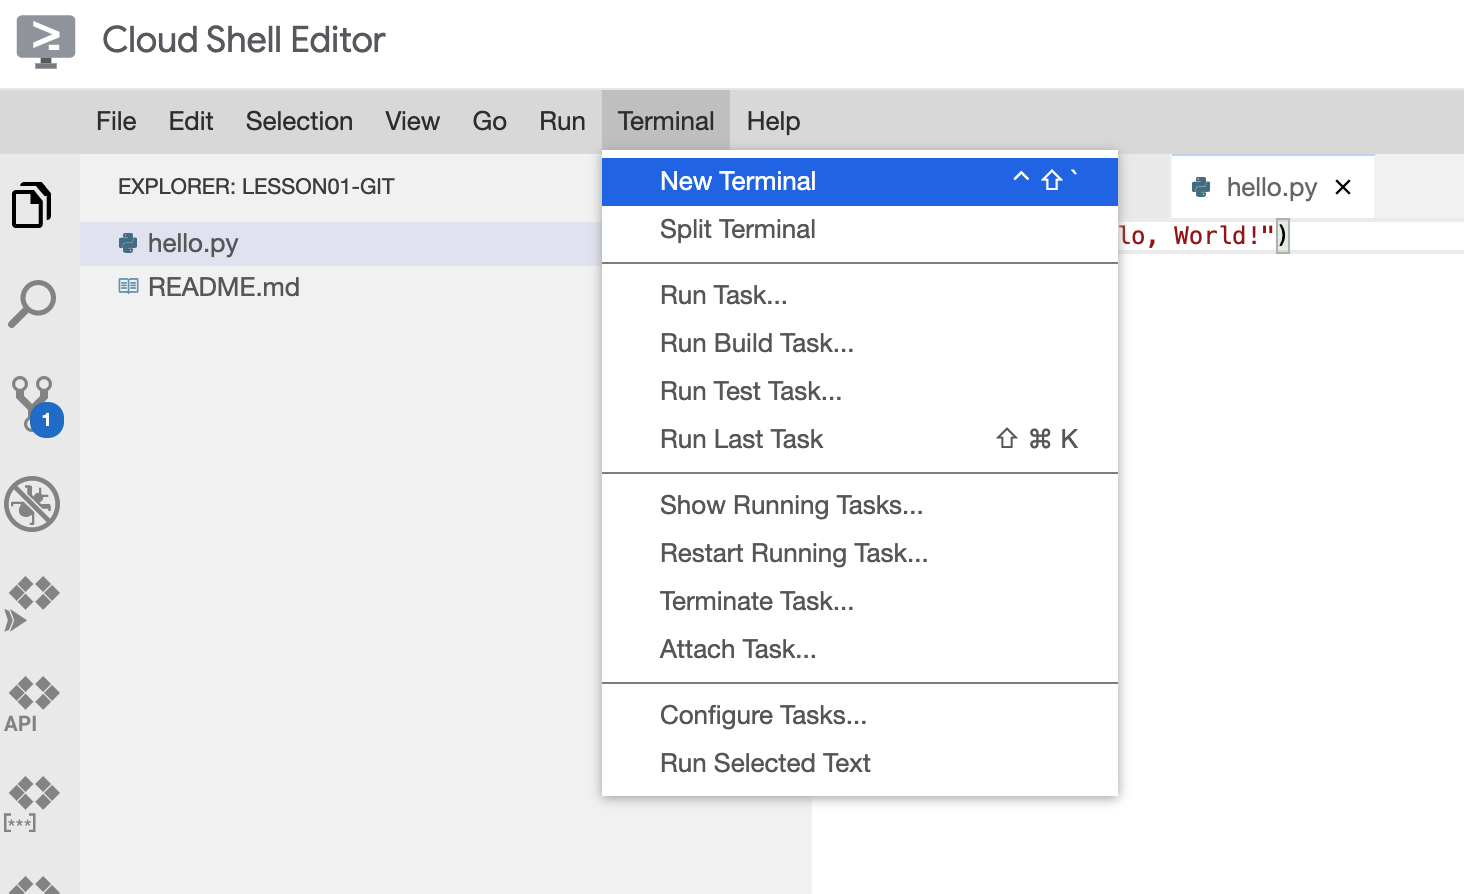 Cloud Shell Editor
File Edit Selection View Go Run Terminal Help
EXPLORER: LESSON01-GIT
hello.py
README.md
1
API
[***]
New Terminal ^ ⇧ `
Split Terminal
Run Task...
Run Build Task...
Run Test Task...
Run Last Task ⇧ ⌘ K
Show Running Tasks...
Restart Running Task...
Terminate Task...
Attach Task...
Configure Tasks...
Run Selected Text
hello.py ×
lo, World!")